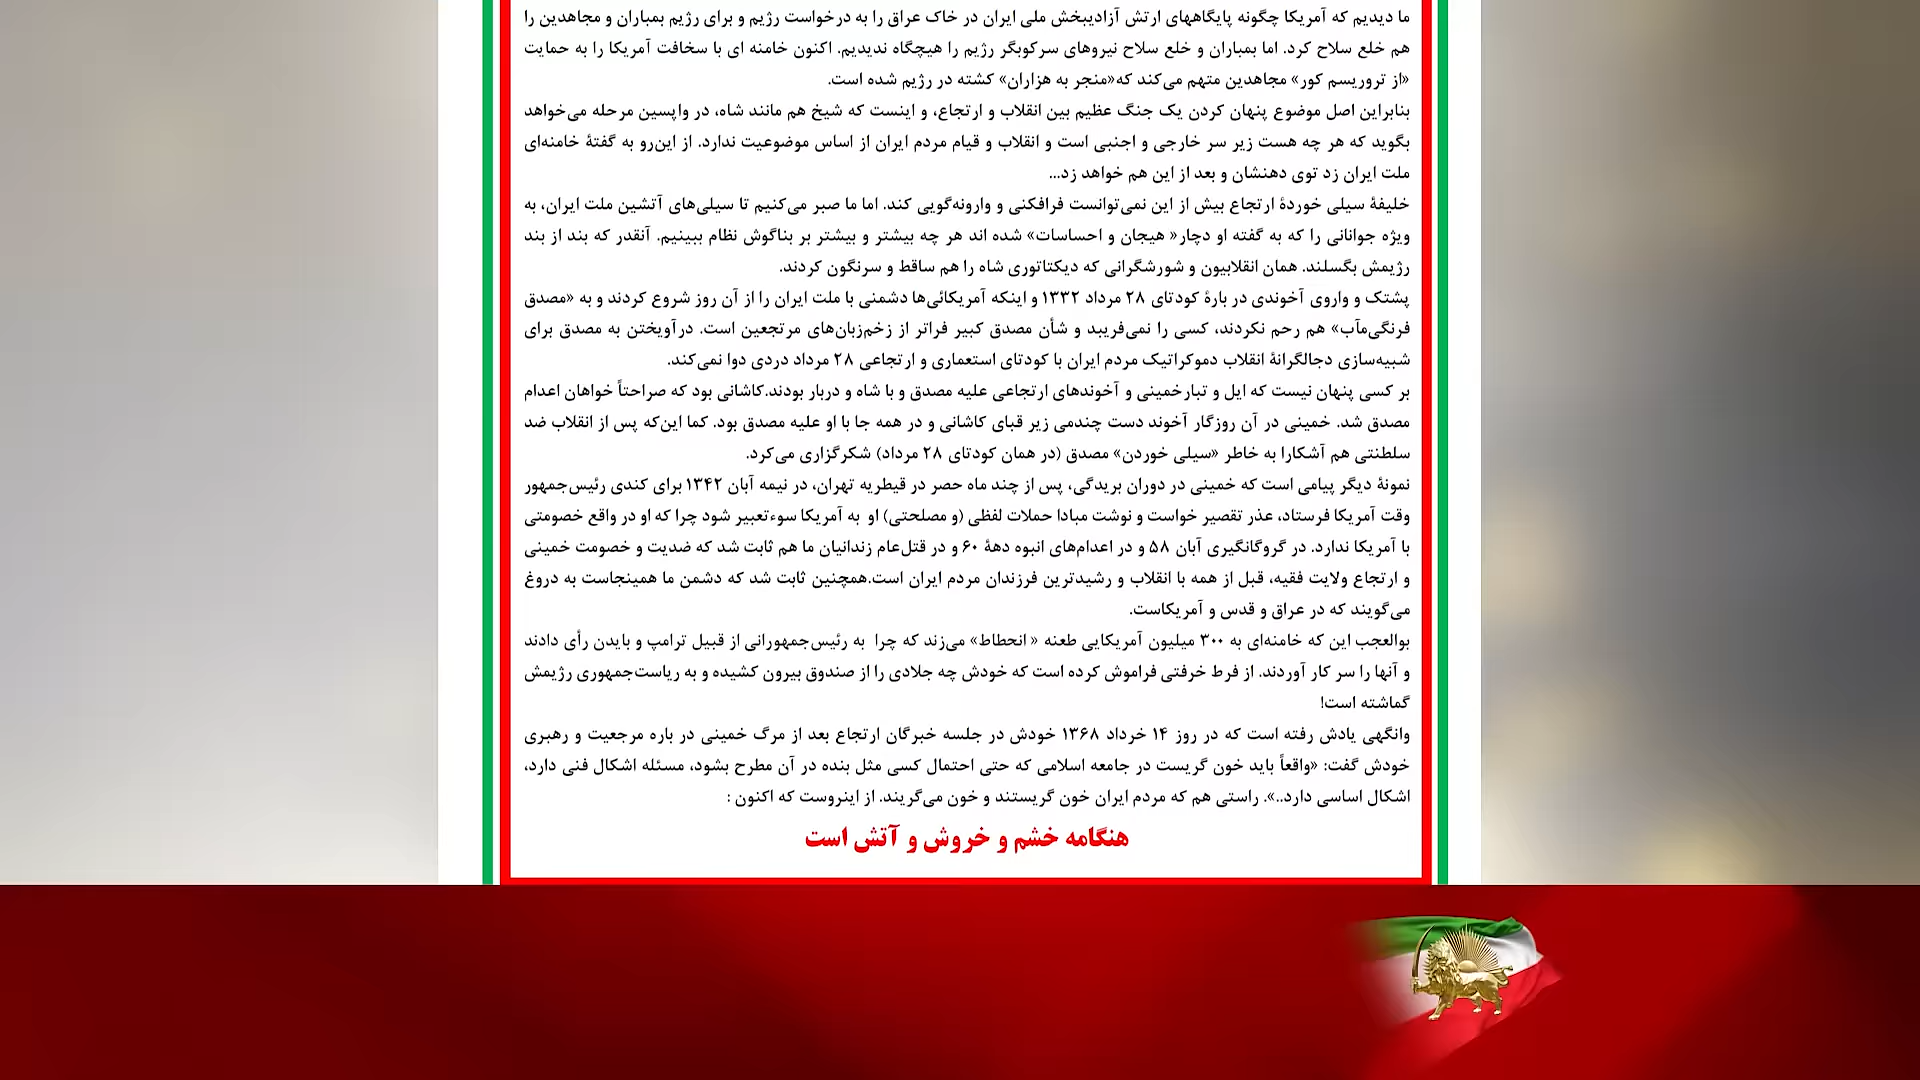 ما دیدیم که آمریکا چگونه پایگاههای ارتش آزادیبخش ملی ایران در خاک عراق را به درخواست رژیم و برای رژیم بمباران و مجاهدین را
هم خلع سلاح کرد. اما بمباران و خلع سلاح نیروهای سرکوبگر رژیم را هیچگاه ندیدیم. اکنون خامنه ای با سخافت آمریکا را به حمایت
«از تروریسم کور» مجاهدین متهم می‌کند که«منجر به هزاران» کشته در رژیم شده است.
بنابراین اصل موضوع پنهان کردن یک جنگ عظیم بین انقلاب و ارتجاع، و اینست که شیخ هم مانند شاه، در واپسین مرحله می‌خواهد
بگوید که هر چه هست زیر سر خارجی و اجنبی است و انقلاب و قیام مردم ایران از اساس موضوعیت ندارد. از این‌رو به گفتهٔ خامنه‌ای
ملت ایران زد توی دهنشان و بعد از این هم خواهد زد...
خلیفهٔ سیلی خوردهٔ ارتجاع بیش از این نمی‌توانست فرافکنی و وارونه‌گویی کند. اما ما صبر می‌کنیم تا سیلی‌های آتشین ملت ایران، به
ویژه جوانانی را که به گفته او دچار« هیجان و احساسات» شده اند هر چه بیشتر و بیشتر بر بناگوش نظام ببینیم. آنقدر که بند از بند
رژیمش بگسلند. همان انقلابیون و شورشگرانی که دیکتاتوری شاه را هم ساقط و سرنگون کردند.
پشتک و واروی آخوندی در بارهٔ کودتای ۲۸ مرداد ۱۳۳۲ و اینکه آمریکائی‌ها دشمنی با ملت ایران را از آن روز شروع کردند و به «مصدق
فرنگی‌مآب» هم رحم نکردند، کسی را نمی‌فریبد و شأن مصدق کبیر فراتر از زخم‌زبان‌های مرتجعین است. درآویختن به مصدق برای
شبیه‌سازی دجالگرانهٔ انقلاب دموکراتیک مردم ایران با کودتای استعماری و ارتجاعی ۲۸ مرداد دردی دوا نمی‌کند.
بر کسی پنهان نیست که ایل و تبارخمینی و آخوندهای ارتجاعی علیه مصدق و با شاه و دربار بودند.کاشانی بود که صراحتاً خواهان اعدام
مصدق شد. خمینی در آن روزگار آخوند دست چندمی زیر قبای کاشانی و در همه جا با او علیه مصدق بود. کما این‌که پس از انقلاب ضد
سلطنتی هم آشکارا به خاطر «سیلی خوردن» مصدق (در همان کودتای ۲۸ مرداد) شکرگزاری می‌کرد.
نمونهٔ دیگر پیامی است که خمینی در دوران بریدگی، پس از چند ماه حصر در قیطریه تهران، در نیمه آبان ۱۳۴۲ برای کندی رئیس‌جمهور
وقت آمریکا فرستاد، عذر تقصیر خواست و نوشت مبادا حملات لفظی (و مصلحتی) او به آمریکا سوءتعبیر شود چرا که او در واقع خصومتی
با آمریکا ندارد. در گروگانگیری آبان ۵۸ و در اعدام‌های انبوه دههٔ ۶۰ و در قتل‌عام زندانیان ما هم ثابت شد که ضدیت و خصومت خمینی
و ارتجاع ولایت فقیه، قبل از همه با انقلاب و رشیدترین فرزندان مردم ایران است.همچنین ثابت شد که دشمن ما همینجاست به دروغ
می‌گویند که در عراق و قدس و آمریکاست.
بوالعجب این که خامنه‌ای به ۳۰۰ میلیون آمریکایی طعنه « انحطاط» می‌زند که چرا به رئیس‌جمهورانی از قبیل ترامپ و بایدن رأی دادند
و آنها را سر کار آوردند. از فرط خرفتی فراموش کرده است که خودش چه جلادی را از صندوق بیرون کشیده و به ریاست‌جمهوری رژیمش
گماشته است!
وانگهی یادش رفته است که در روز ۱۴ خرداد ۱۳۶۸ خودش در جلسه خبرگان ارتجاع بعد از مرگ خمینی در باره مرجعیت و رهبری
خودش گفت: «واقعاً باید خون گریست در جامعه اسلامی که حتی احتمال کسی مثل بنده در آن مطرح بشود، مسئله اشکال فنی دارد،
اشکال اساسی دارد..». راستی هم که مردم ایران خون گریستند و خون می‌گریند. از اینروست که اکنون :
هنگامه خشم و خروش و آتش است